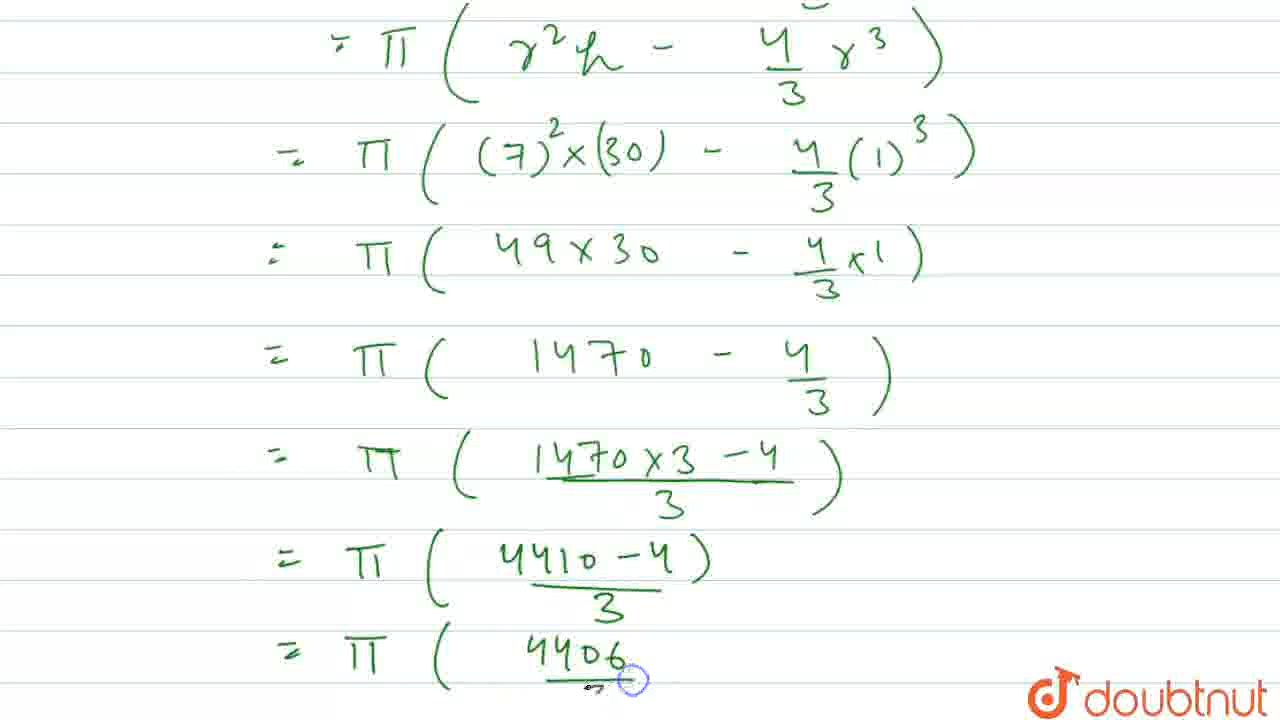 = π ( r²h - 4/3 r³ )
= π ( (7)² × (30) - 4/3 (1)³ )
= π ( 49 × 30 - 4/3 × 1 )
= π ( 1470 - 4/3 )
= π ( 1470 × 3 - 4 / 3 )
= π ( 4410 - 4 / 3 )
= π ( 4406
doubtnut